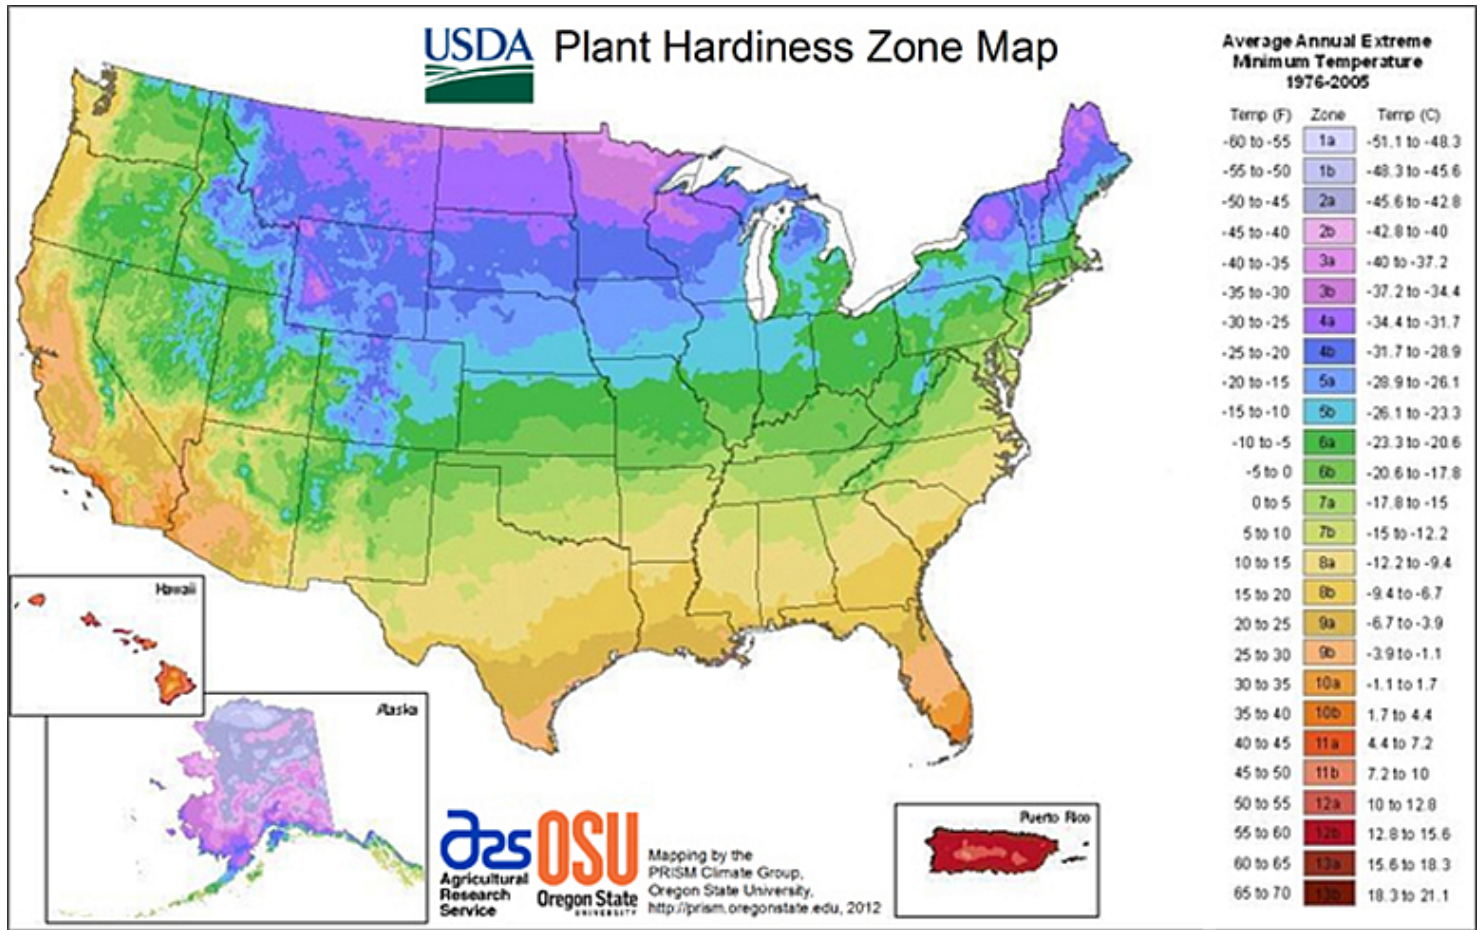 USDA Plant Hardiness Zone Map
Average Annual Extreme
Minimum Temperature
1976-2005
Temp (F) Zone Temp (C)
-60 to -55 1a -51.1 to -48.3
-55 to -50 1b -48.3 to -45.6
-50 to -45 2a -45.6 to -42.8
-45 to -40 2b -42.8 to -40
-40 to -35 3a -40 to -37.2
-35 to -30 3b -37.2 to -34.4
-30 to -25 4a -34.4 to -31.7
-25 to -20 4b -31.7 to -28.9
-20 to -15 5a -28.9 to -26.1
-15 to -10 5b -26.1 to -23.3
-10 to -5 6a -23.3 to -20.6
-5 to 0 6b -20.6 to -17.8
0 to 5 7a -17.8 to -15
5 to 10 7b -15 to -12.2
10 to 15 8a -12.2 to -9.4
15 to 20 8b -9.4 to -6.7
20 to 25 9a -6.7 to -3.9
25 to 30 9b -3.9 to -1.1
30 to 35 10a -1.1 to 1.7
35 to 40 10b 1.7 to 4.4
40 to 45 11a 4.4 to 7.2
45 to 50 11b 7.2 to 10
50 to 55 12a 10 to 12.8
55 to 60 12b 12.8 to 15.6
60 to 65 13a 15.6 to 18.3
65 to 70 13b 18.3 to 21.1
Hawaii
Alaska
ars
Agricultural
Research
Service
OSU
Oregon State
UNIVERSITY
Mapping by the
PRISM Climate Group,
Oregon State University,
http://prism.oregonstate.edu, 2012
Puerto Rico